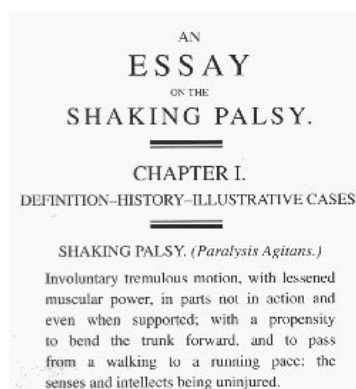 AN
ESSAY
ON THE
SHAKING PALSY.
CHAPTER I.
DEFINITION–HISTORY–ILLUSTRATIVE CASES
SHAKING PALSY. (Paralysis Agitans.)
Involuntary tremulous motion, with lessened
muscular power, in parts not in action and
even when supported; with a propensity
to bend the trunk forward, and to pass
from a walking to a running pace: the
senses and intellects being uninjured.